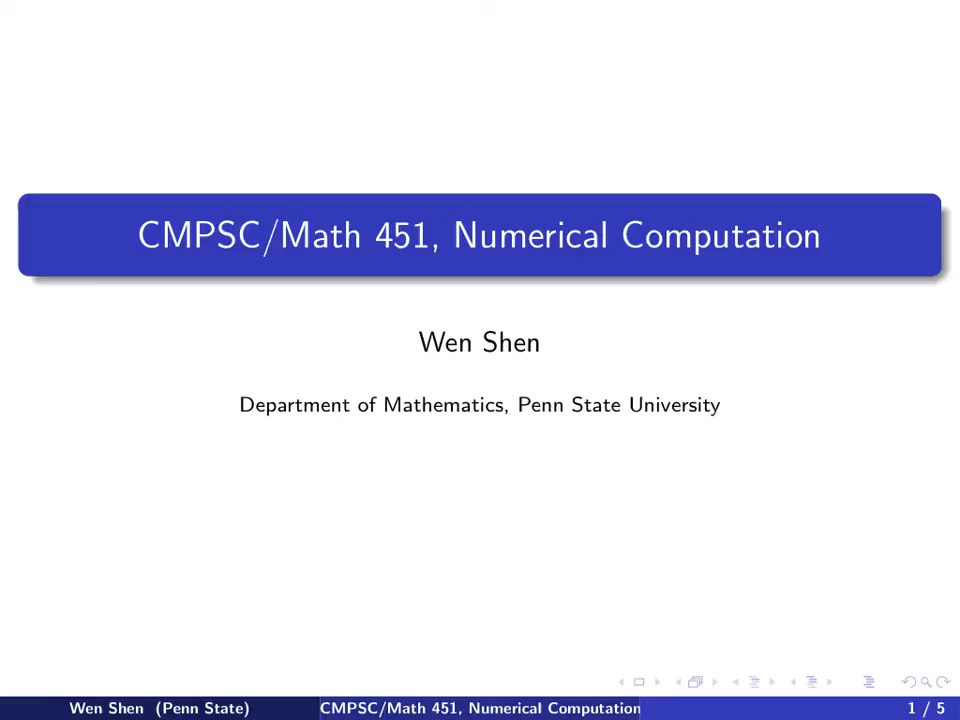 CMPSC/Math 451, Numerical Computation
Wen Shen
Department of Mathematics, Penn State University
Wen Shen (Penn State)
CMPSC/Math 451, Numerical Computation
1 / 5